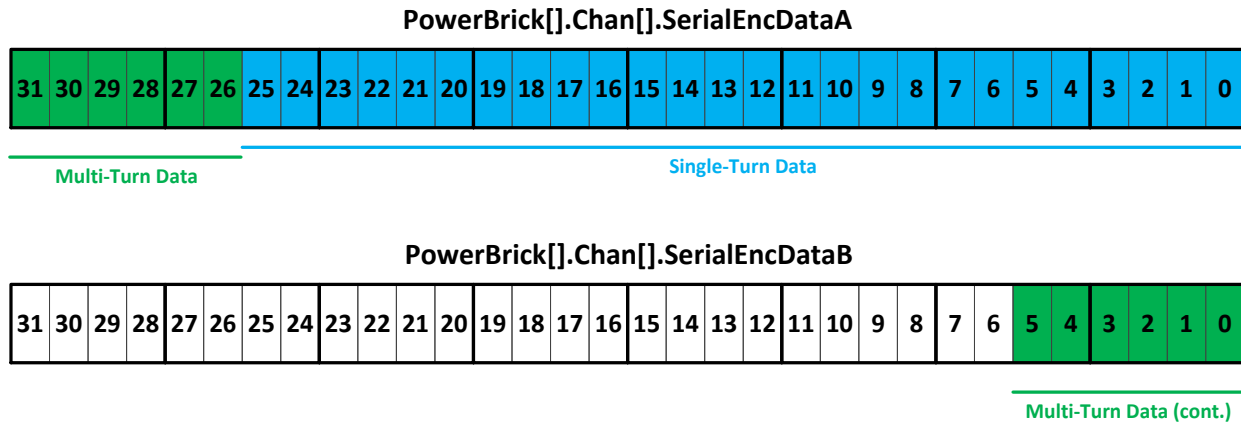 PowerBrick[].Chan[].SerialEncDataA
31 30 29 28 27 26 25 24 23 22 21 20 19 18 17 16 15 14 13 12 11 10 9 8 7 6 5 4 3 2 1 0
Multi-Turn Data Single-Turn Data
PowerBrick[].Chan[].SerialEncDataB
31 30 29 28 27 26 25 24 23 22 21 20 19 18 17 16 15 14 13 12 11 10 9 8 7 6 5 4 3 2 1 0
Multi-Turn Data (cont.)